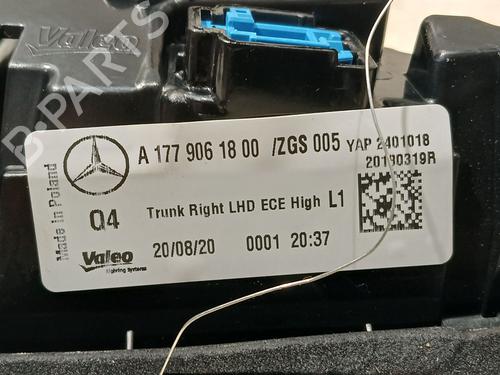 Valeo
A 177 906 18 00 /ZGS 005 YAP 2401018
20180319R
Q4 Trunk Right LHD ECE High L1
Made in Poland
Valeo 20/08/20 0001 20:37
lighting Systems
B-PARTS